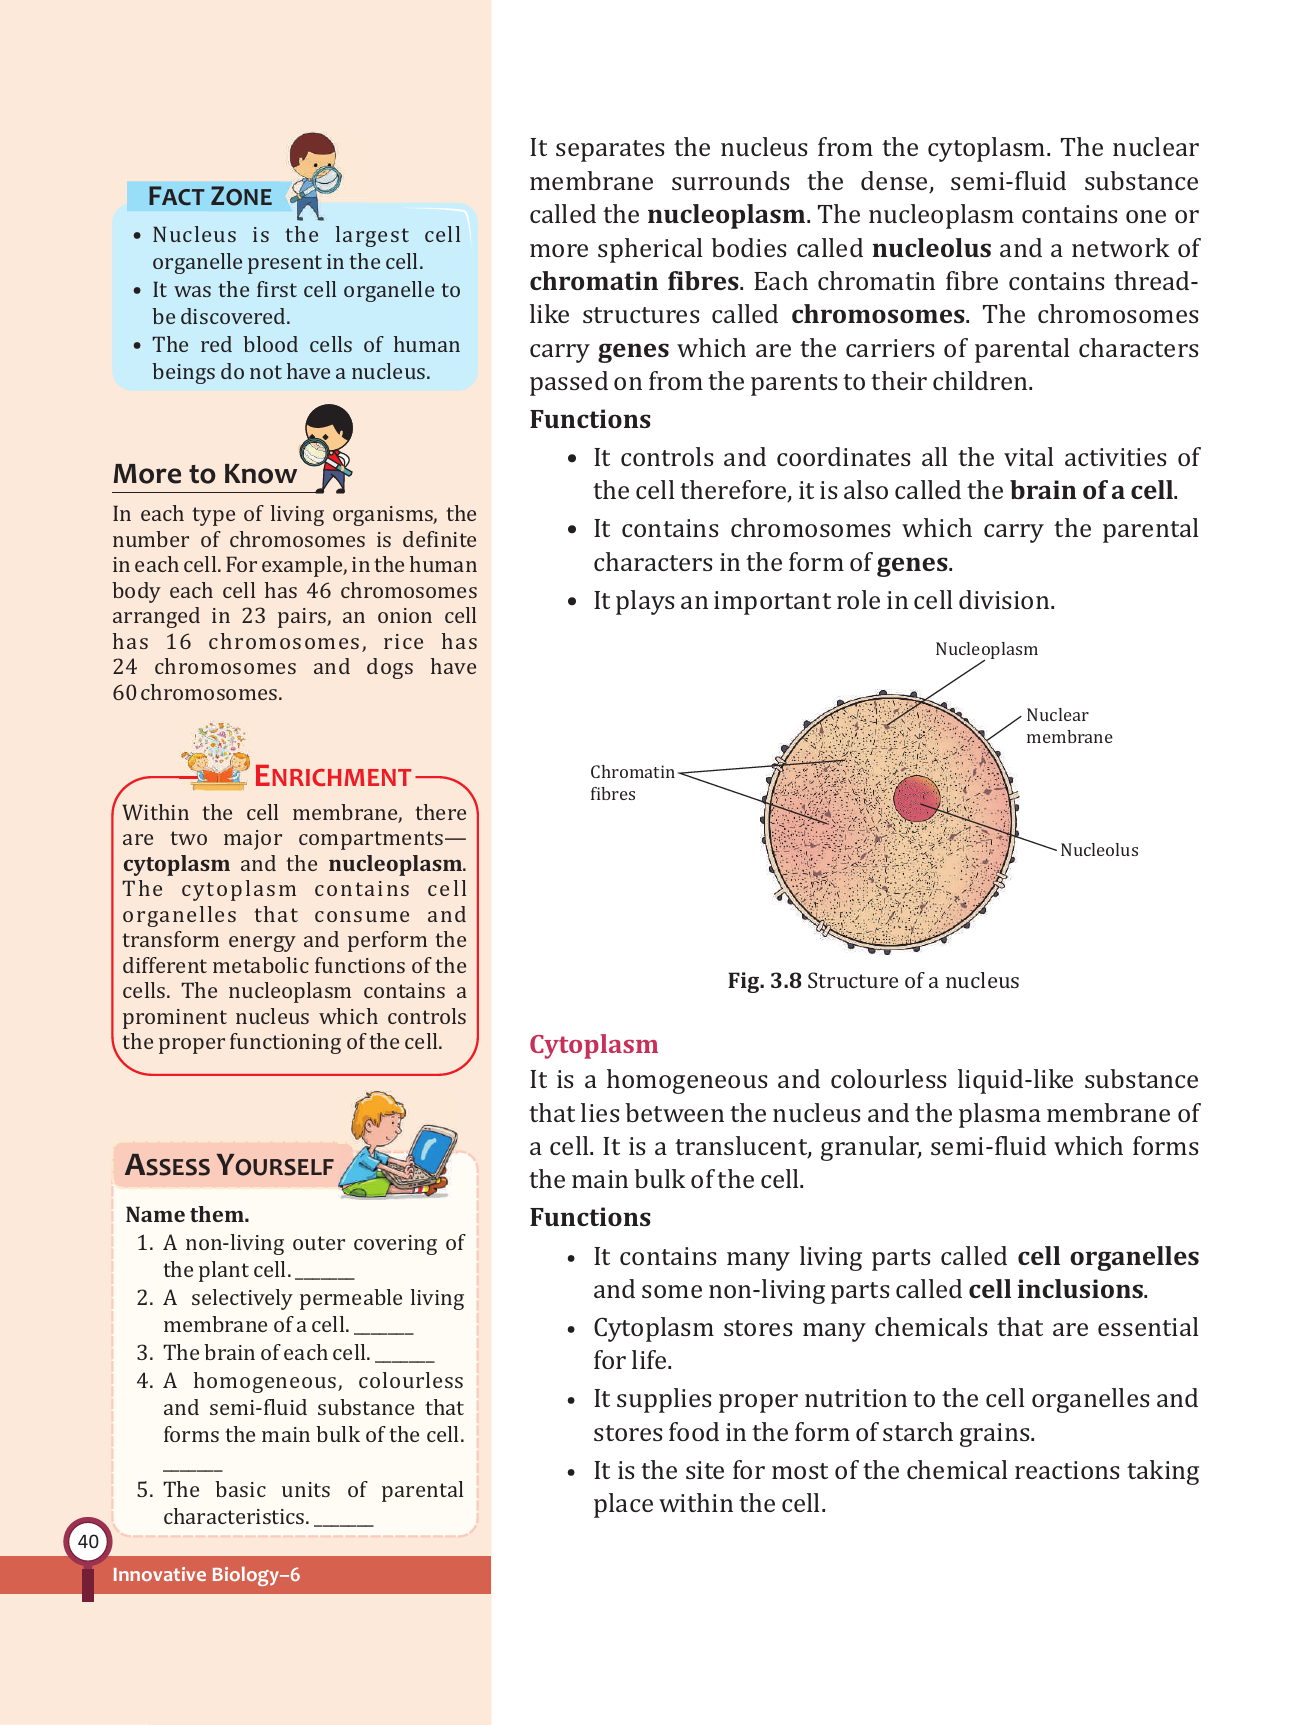 FACT ZONE
• Nucleus is the largest cell
organelle present in the cell.
• It was the first cell organelle to
be discovered.
• The red blood cells of human
beings do not have a nucleus.
More to Know
In each type of living organisms, the
number of chromosomes is definite
in each cell. For example, in the human
body each cell has 46 chromosomes
arranged in 23 pairs, an onion cell
has 16 chromosomes, rice has
24 chromosomes and dogs have
60 chromosomes.
ENRICHMENT
Within the cell membrane, there
are two major compartments—
cytoplasm and the nucleoplasm.
The cytoplasm contains cell
organelles that consume and
transform energy and perform the
different metabolic functions of the
cells. The nucleoplasm contains a
prominent nucleus which controls
the proper functioning of the cell.
ASSESS YOURSELF
Name them.
1. A non-living outer covering of
the plant cell. ______
2. A selectively permeable living
membrane of a cell. ______
3. The brain of each cell. ______
4. A homogeneous, colourless
and semi-fluid substance that
forms the main bulk of the cell.
______
5. The basic units of parental
characteristics. ______
40
Innovative Biology–6
It separates the nucleus from the cytoplasm. The nuclear
membrane surrounds the dense, semi-fluid substance
called the nucleoplasm. The nucleoplasm contains one or
more spherical bodies called nucleolus and a network of
chromatin fibres. Each chromatin fibre contains thread-
like structures called chromosomes. The chromosomes
carry genes which are the carriers of parental characters
passed on from the parents to their children.
Functions
• It controls and coordinates all the vital activities of
the cell therefore, it is also called the brain of a cell.
• It contains chromosomes which carry the parental
characters in the form of genes.
• It plays an important role in cell division.
Nucleoplasm
Nuclear
membrane
Chromatin
fibres
Nucleolus
Fig. 3.8 Structure of a nucleus
Cytoplasm
It is a homogeneous and colourless liquid-like substance
that lies between the nucleus and the plasma membrane of
a cell. It is a translucent, granular, semi-fluid which forms
the main bulk of the cell.
Functions
• It contains many living parts called cell organelles
and some non-living parts called cell inclusions.
• Cytoplasm stores many chemicals that are essential
for life.
• It supplies proper nutrition to the cell organelles and
stores food in the form of starch grains.
• It is the site for most of the chemical reactions taking
place within the cell.